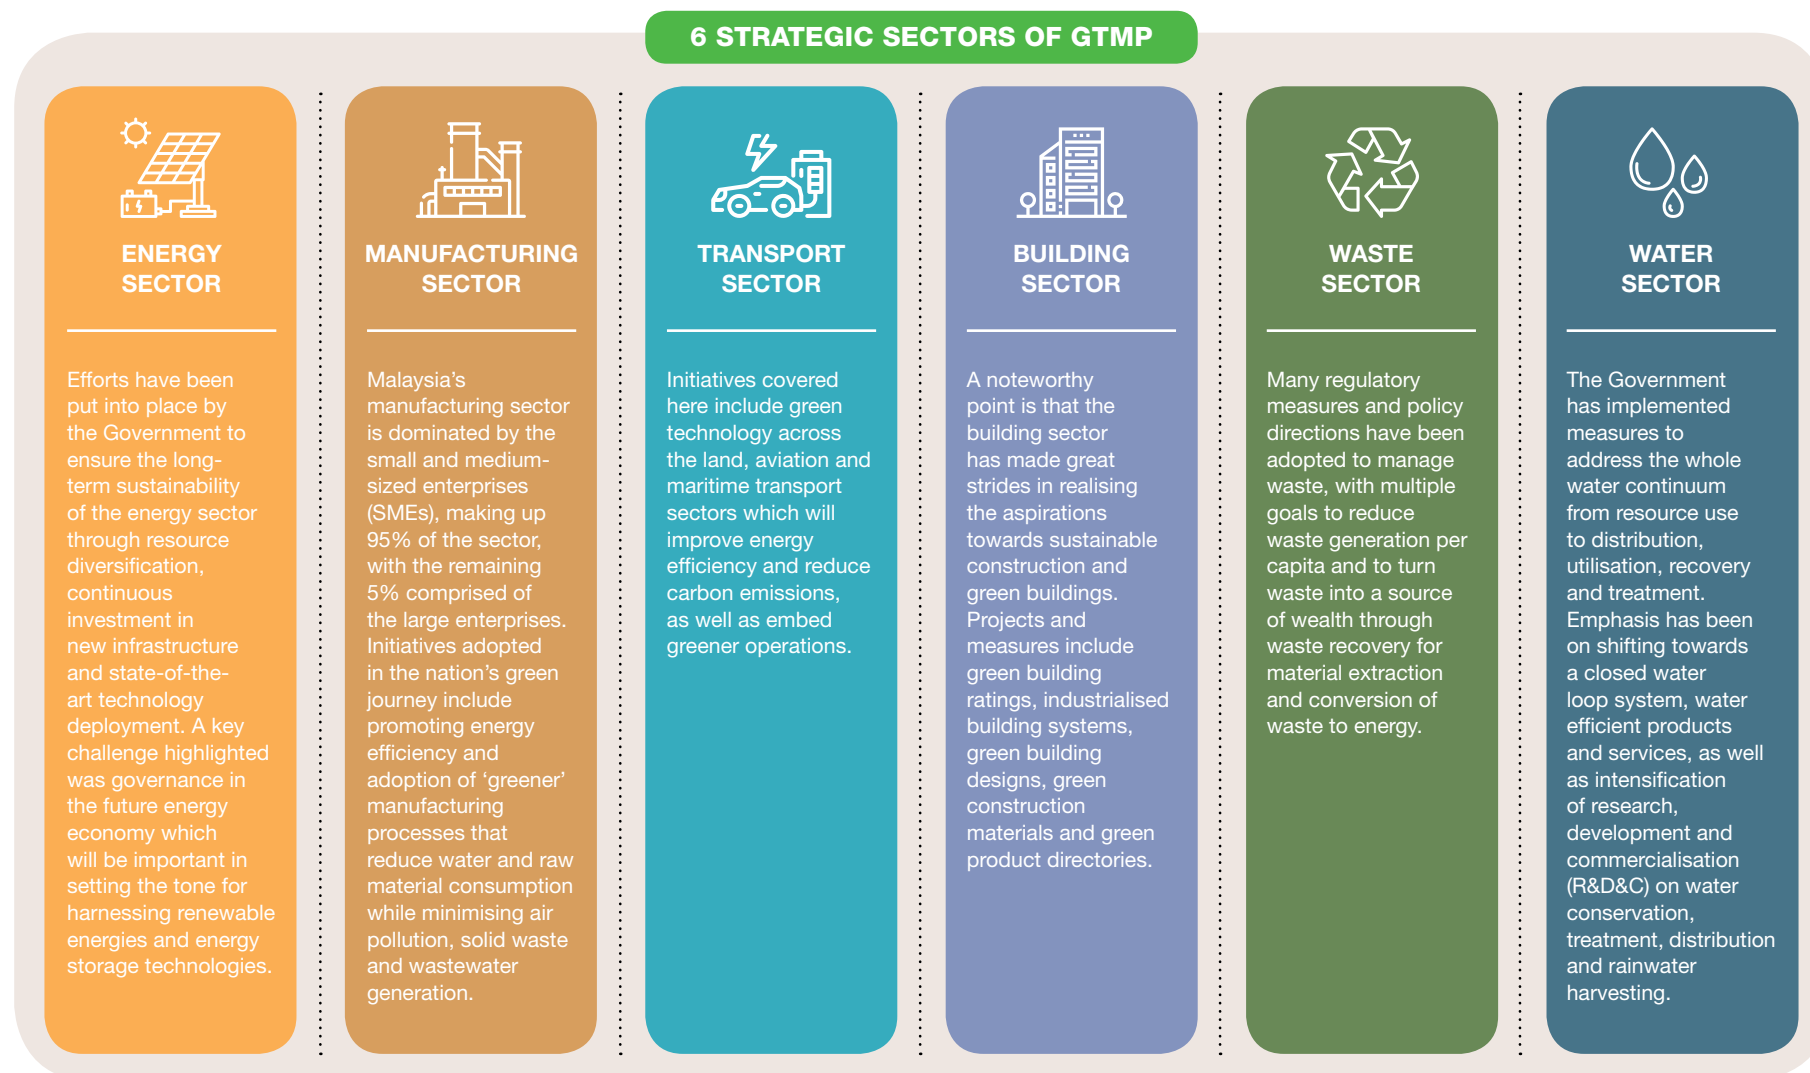 6 STRATEGIC SECTORS OF GTMP
ENERGY
SECTOR
Efforts have been
put into place by
the Government to
ensure the long-
term sustainability
of the energy sector
through resource
diversification,
continuous
investment in
new infrastructure
and state-of-the-
art technology
deployment. A key
challenge highlighted
was governance in
the future energy
economy which
will be important in
setting the tone for
harnessing renewable
energies and energy
storage technologies.
MANUFACTURING
SECTOR
Malaysia’s
manufacturing sector
is dominated by the
small and medium-
sized enterprises
(SMEs), making up
95% of the sector,
with the remaining
5% comprised of
the large enterprises.
Initiatives adopted
in the nation’s green
journey include
promoting energy
efficiency and
adoption of ‘greener’
manufacturing
processes that
reduce water and raw
material consumption
while minimising air
pollution, solid waste
and wastewater
generation.
TRANSPORT
SECTOR
Initiatives covered
here include green
technology across
the land, aviation and
maritime transport
sectors which will
improve energy
efficiency and reduce
carbon emissions,
as well as embed
greener operations.
BUILDING
SECTOR
A noteworthy
point is that the
building sector
has made great
strides in realising
the aspirations
towards sustainable
construction and
green buildings.
Projects and
measures include
green building
ratings, industrialised
building systems,
green building
designs, green
construction
materials and green
product directories.
WASTE
SECTOR
Many regulatory
measures and policy
directions have been
adopted to manage
waste, with multiple
goals to reduce
waste generation per
capita and to turn
waste into a source
of wealth through
waste recovery for
material extraction
and conversion of
waste to energy.
WATER
SECTOR
The Government
has implemented
measures to
address the whole
water continuum
from resource use
to distribution,
utilisation, recovery
and treatment.
Emphasis has been
on shifting towards
a closed water
loop system, water
efficient products
and services, as well
as intensification
of research,
development and
commercialisation
(R&D&C) on water
conservation,
treatment, distribution
and rainwater
harvesting.